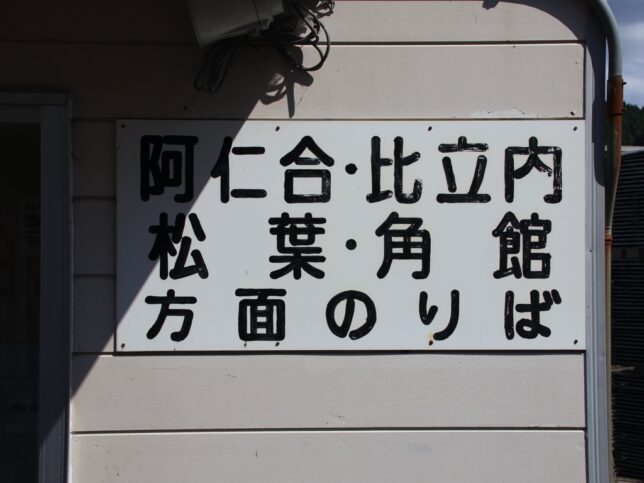 阿仁合・比立内
松葉・角館
方面のりば